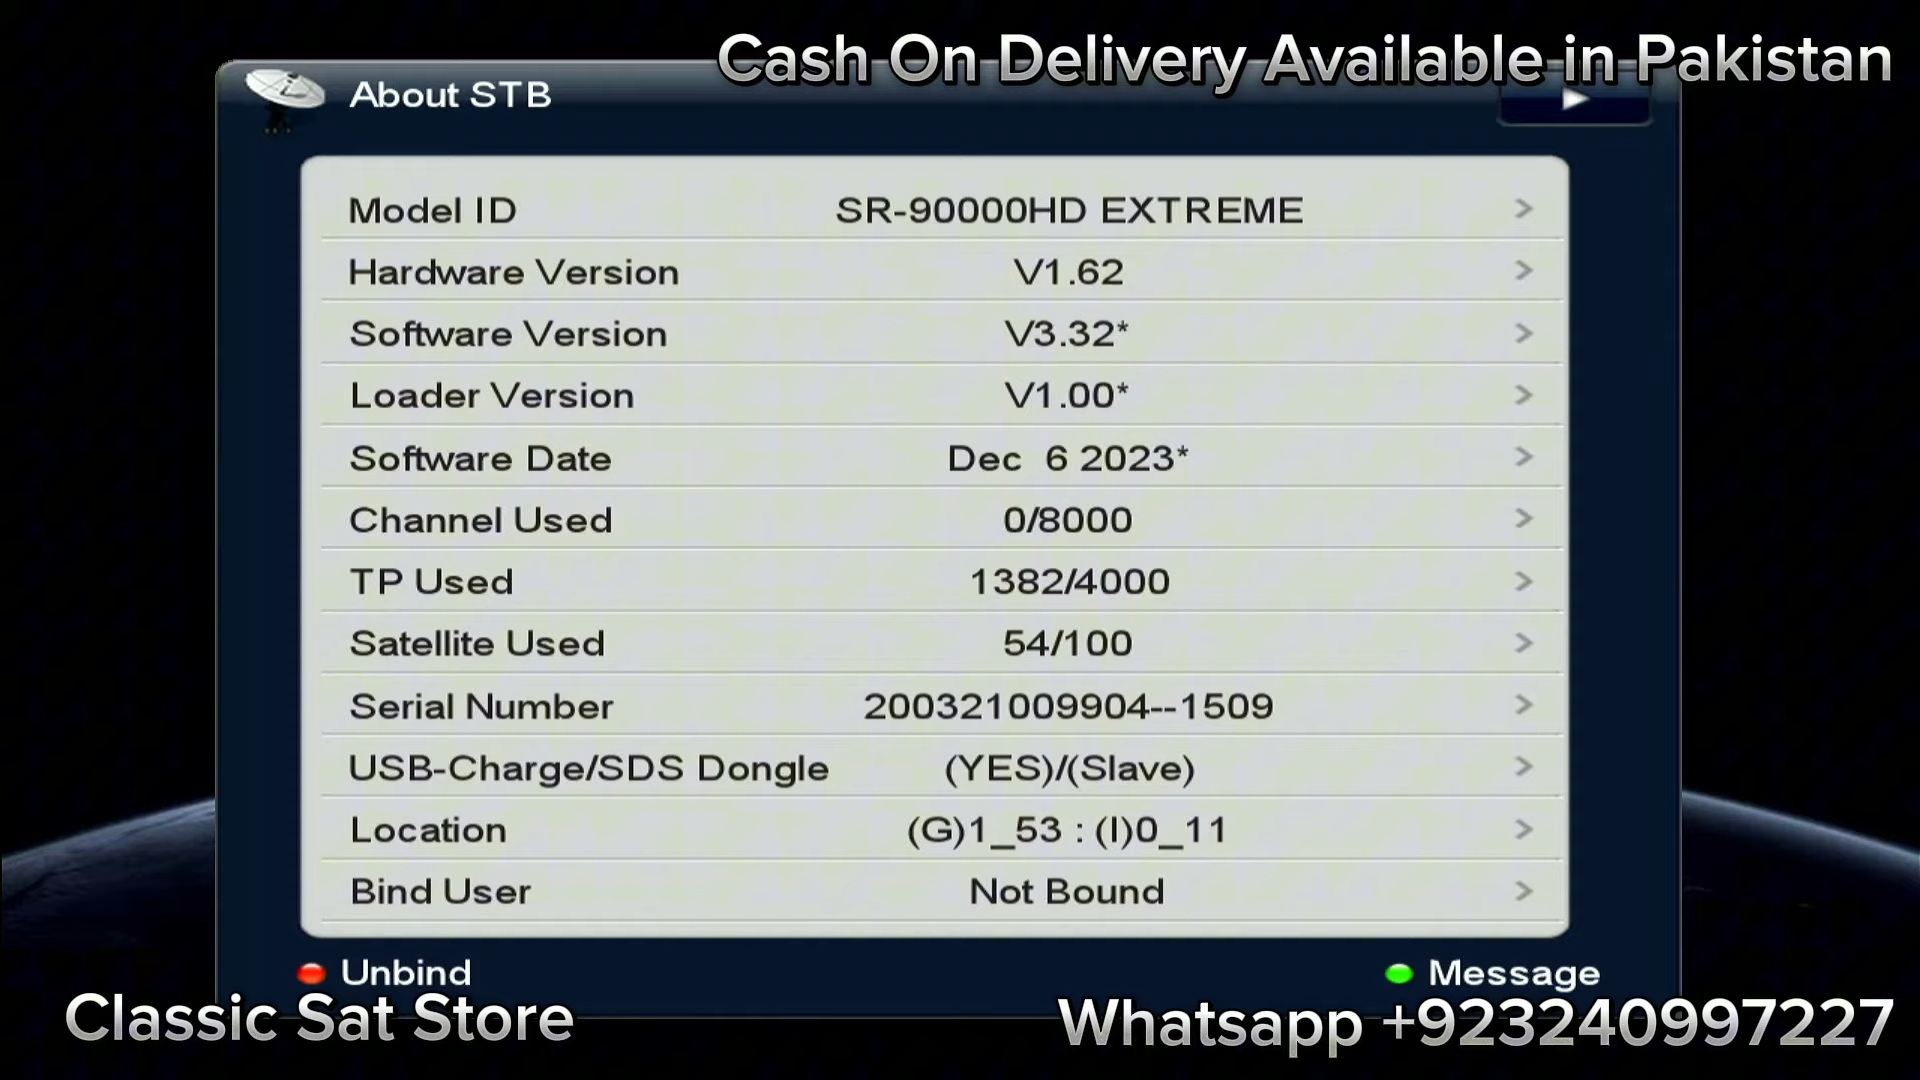 Cash On Delivery Available in Pakistan
About STB
Model ID SR-90000HD EXTREME >
Hardware Version V1.62 >
Software Version V3.32* >
Loader Version V1.00* >
Software Date Dec  6 2023* >
Channel Used 0/8000 >
TP Used 1382/4000 >
Satellite Used 54/100 >
Serial Number 200321009904--1509 >
USB-Charge/SDS Dongle (YES)/(Slave) >
Location (G)1_53 : (I)0_11 >
Bind User Not Bound >
Unbind Message
Classic Sat Store Whatsapp +923240997227